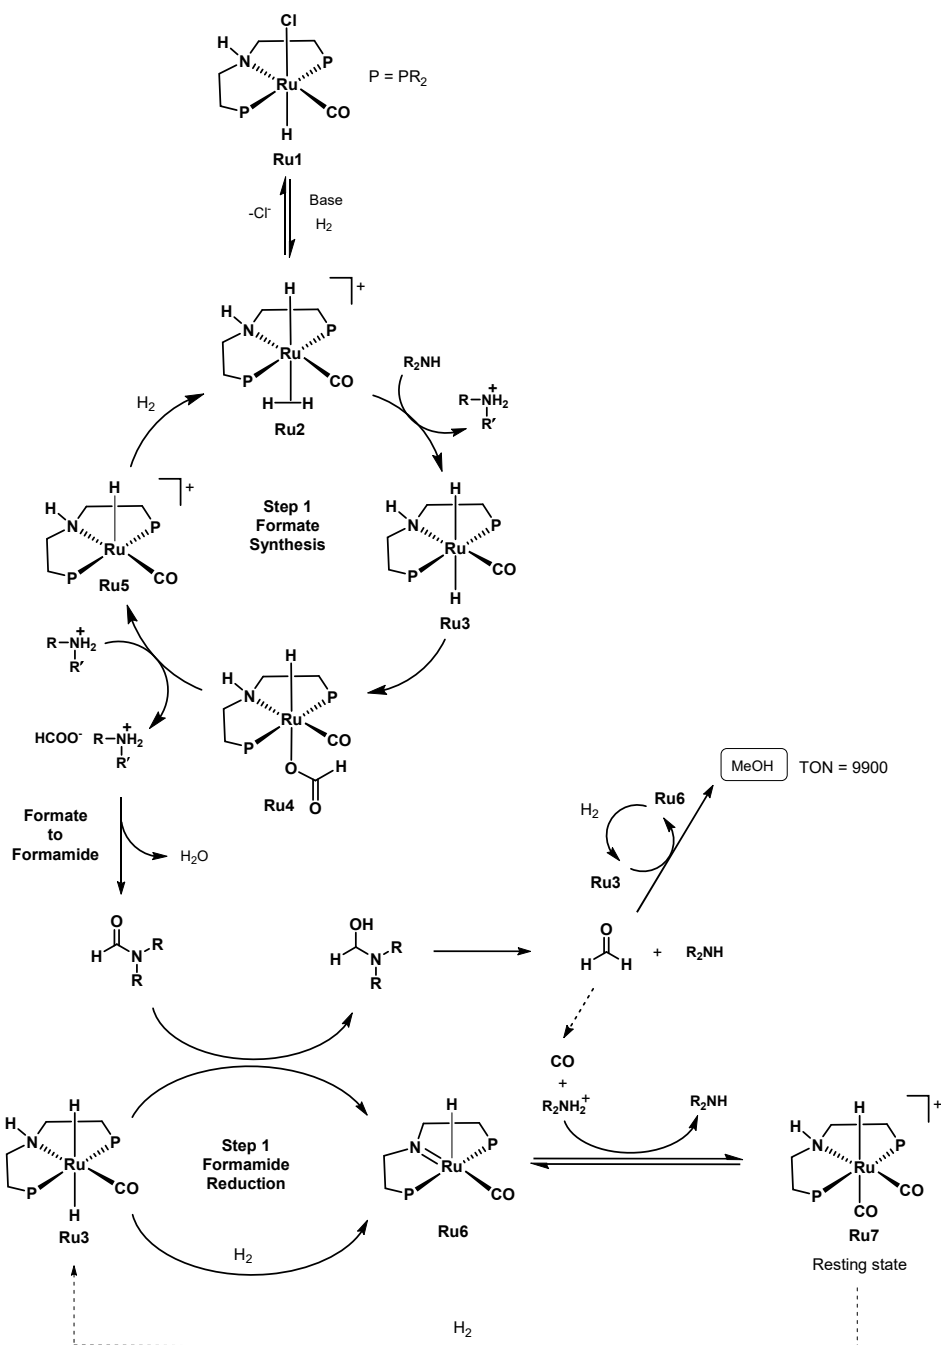 Cl
H
N
P
P = PR2
Ru
P
CO
H
Ru1
-Cl-
Base
H2
H
+
H
N
P
Ru
P
CO
H H
Ru2
R2NH
+
R-NH2
R'
H2
H
+
H
N
P
Ru
P
CO
Ru5
Step 1
Formate
Synthesis
H
H
N
P
Ru
P
CO
H
Ru3
+
R-NH2
R'
H
H
N
P
Ru
P
CO
O
H
O
Ru4
HCOO-
+
R-NH2
R'
Formate
to
Formamide
H2O
MeOH
TON = 9900
Ru6
H2
Ru3
O
H
N
R
R
OH
H
N
R
R
O
H H
+
R2NH
CO
+
R2NH2+
R2NH
H
H
N
P
Ru
P
CO
H
Ru3
Step 1
Formamide
Reduction
H2
H
N
P
Ru
P
CO
Ru6
H
+
H
N
P
Ru
P
CO
CO
Ru7
Resting state
H2